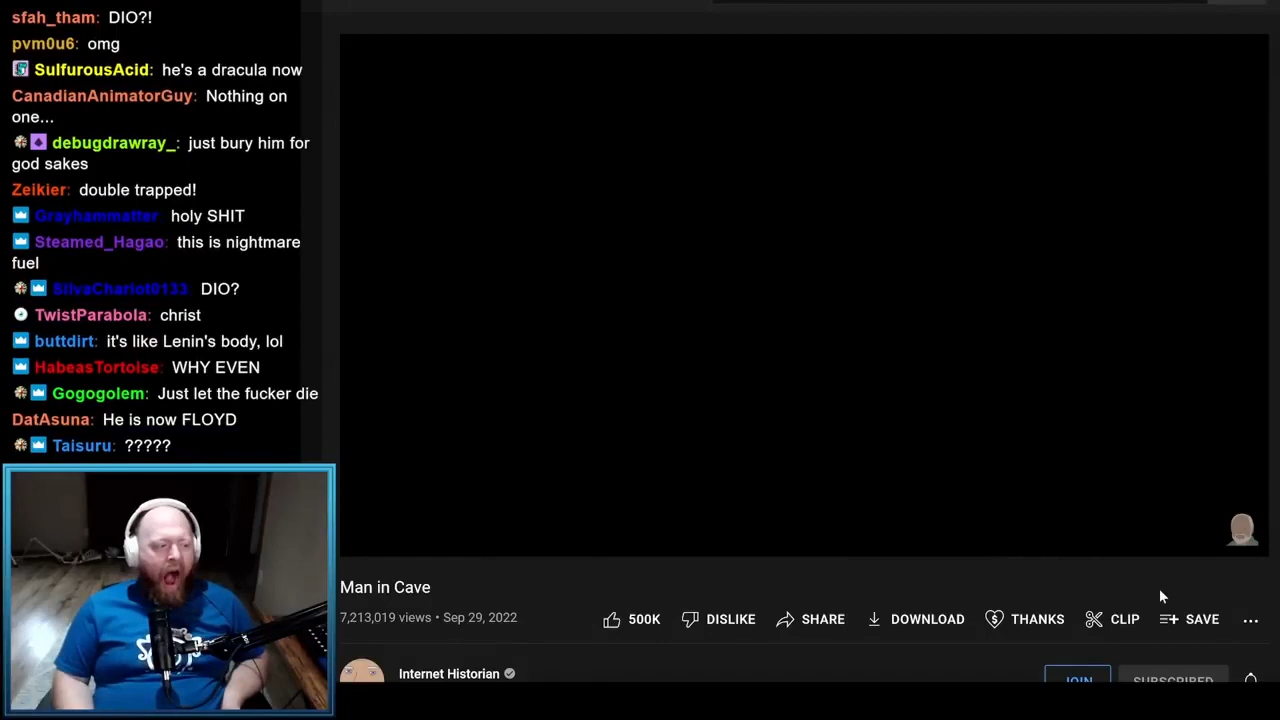 sfah_tham: DIO?!
pvm0u6: omg
SulfurousAcid: he's a dracula now
CanadianAnimatorGuy: Nothing on
one...
debugdrawray_: just bury him for
god sakes
Zeikier: double trapped!
Grayhammatter: holy SHIT
Steamed_Hagao: this is nightmare
fuel
SilvaChariot0133: DIO?
TwistParabola: christ
buttdirt: it's like Lenin's body, lol
HabeasTortoise: WHY EVEN
Gogogolem: Just let the fucker die
DatAsuna: He is now FLOYD
Taisuru: ?????
Man in Cave
7,213,019 views • Sep 29, 2022
500K DISLIKE SHARE DOWNLOAD THANKS CLIP SAVE
Internet Historian
JOIN SUBSCRIBED